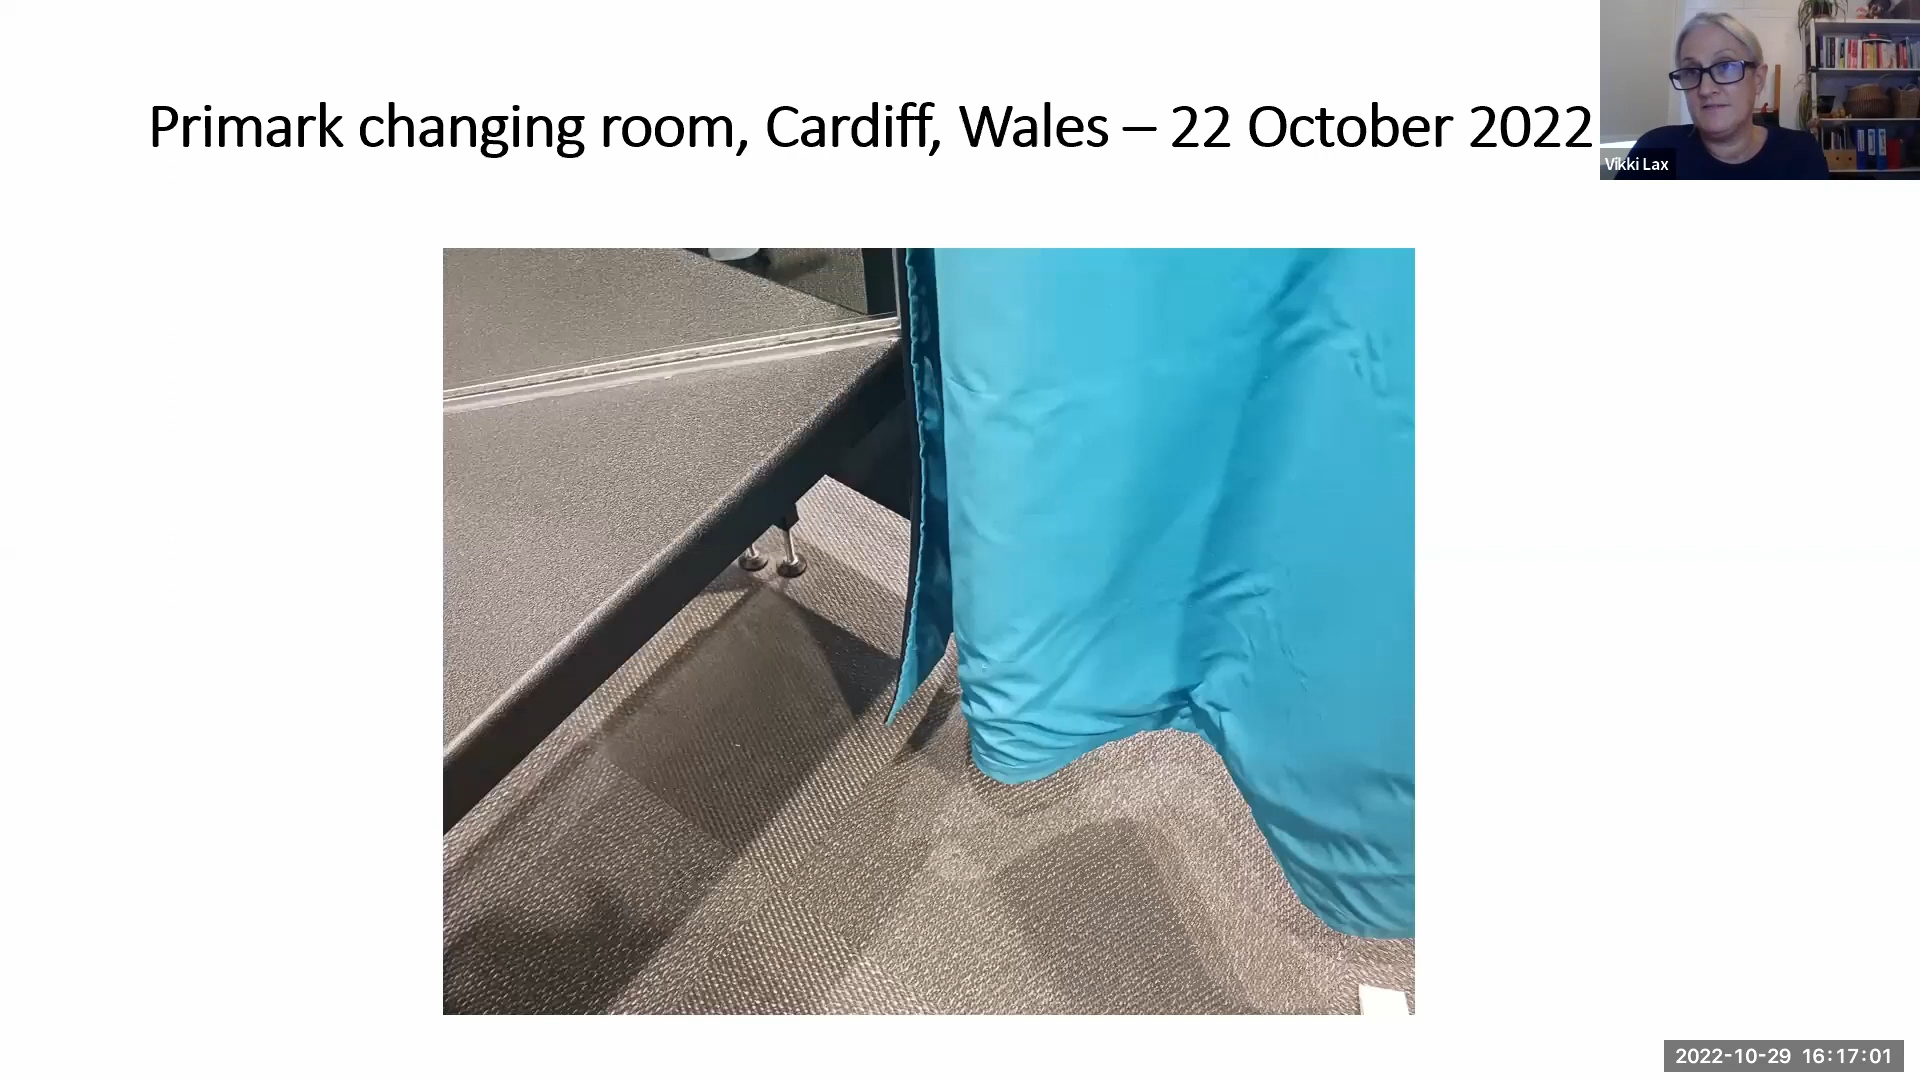 Primark changing room, Cardiff, Wales – 22 October 2022
Vikki Lax
2022-10-29 16:17:01